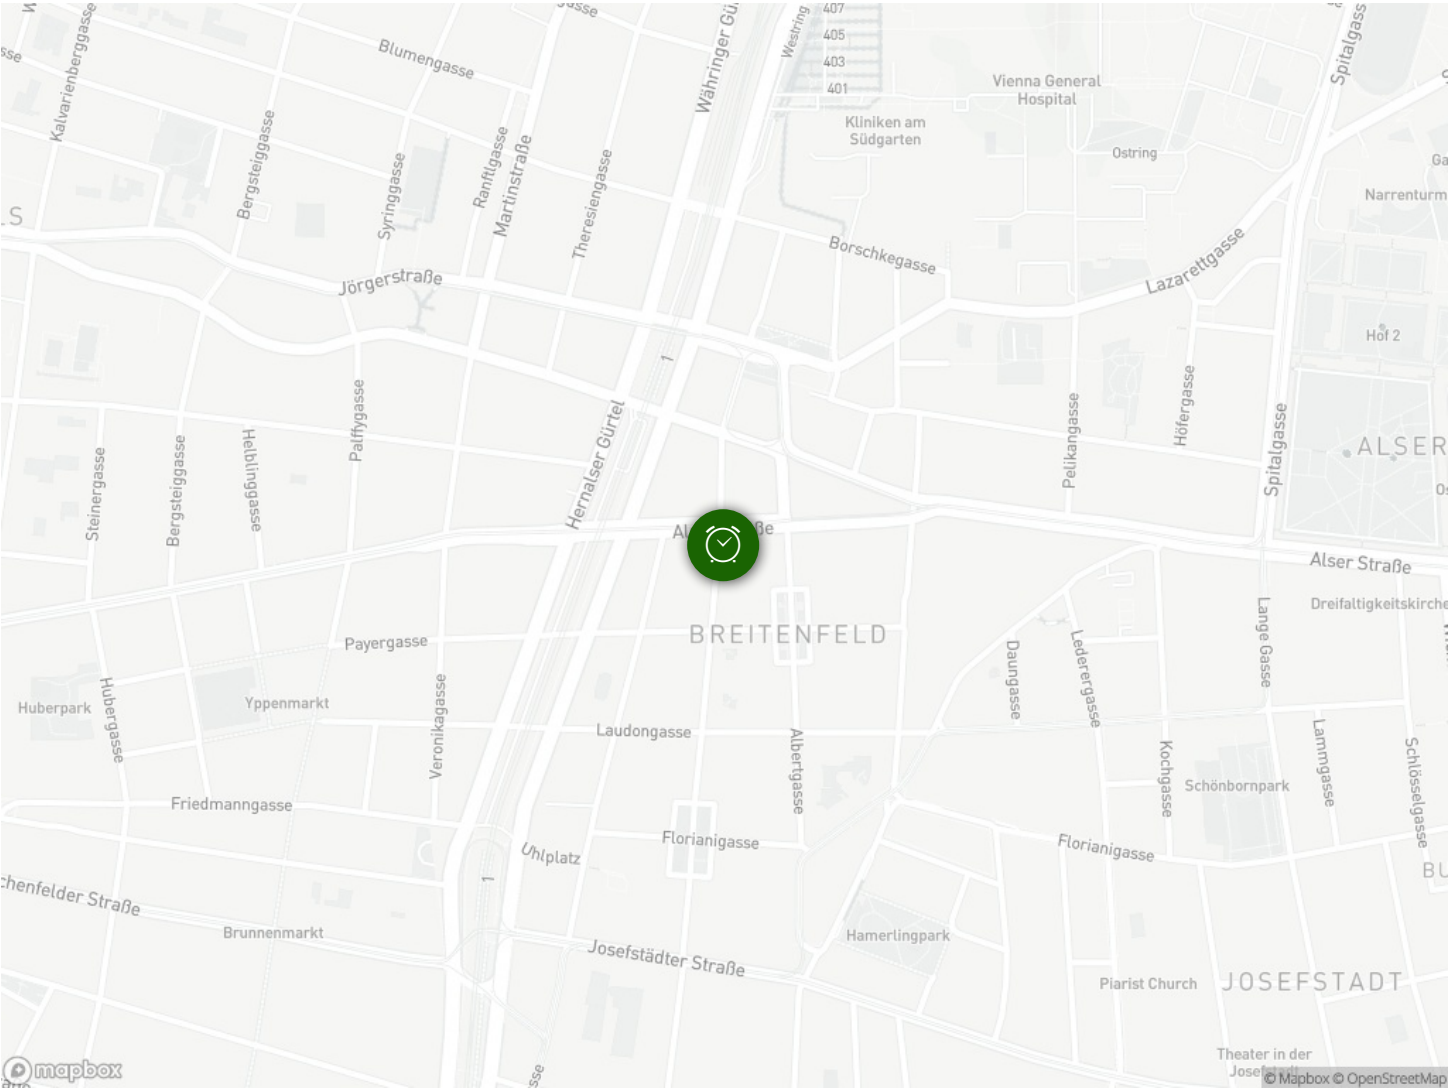 407
405
403
401
Westring
Spitalgasse
Kalvarienberggasse
Blumengasse
Währinger
Vienna General
Hospital
Kliniken am
Südgarten
Ostring
Narrenturm
Bergsteiggasse
Syringgasse
Ranftlgasse
Martinstraße
Theresiengasse
Borschkegasse
Lazarettgasse
Jörgerstraße
Hof 2
1
Palffygasse
Hernalser Gürtel
Pelikangasse
Höfergasse
Spitalgasse
ALSER
Steinergasse
Bergsteiggasse
Helblinggasse
Alser Straße
Dreifaltigkeitskirche
Payergasse
BREITENFELD
Daungasse
Lederergasse
Lange Gasse
Huberpark
Hubergasse
Yppenmarkt
Veronikagasse
Laudongasse
Albertgasse
Kochgasse
Schönbornpark
Lammgasse
Schlösselgasse
Friedmanngasse
Florianigasse
Uhlplatz
Florianigasse
1
chenfelder Straße
Brunnenmarkt
Josefstädter Straße
Hamerlingpark
Piarist Church
JOSEFSTADT
Theater in der
mapbox
© Mapbox © OpenStreetMap